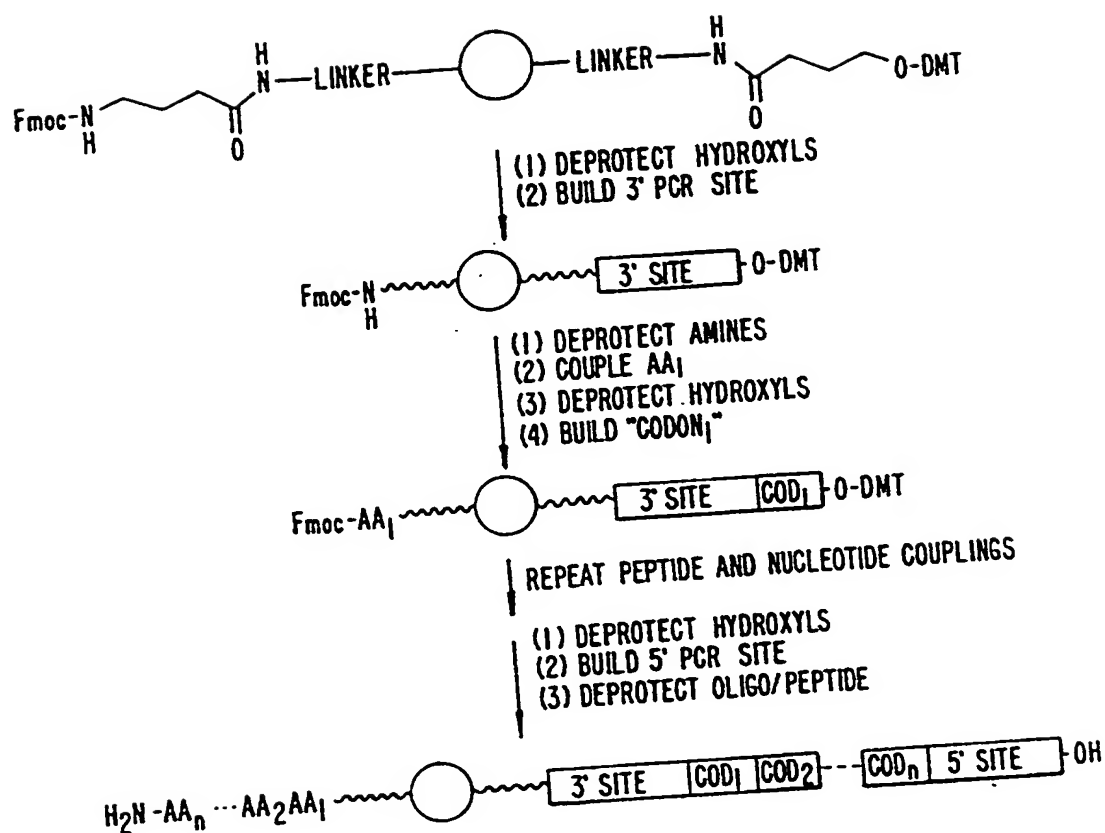 H H
N—LINKER— —LINKER—N
Fmoc-N O-DMT
H O O
(1) DEPROTECT HYDROXYLS
(2) BUILD 3' PCR SITE
Fmoc-N 3' SITE O-DMT
H
(1) DEPROTECT AMINES
(2) COUPLE AA1
(3) DEPROTECT HYDROXYLS
(4) BUILD "CODON1"
Fmoc-AA1 3' SITE COD1 O-DMT
REPEAT PEPTIDE AND NUCLEOTIDE COUPLINGS
(1) DEPROTECT HYDROXYLS
(2) BUILD 5' PCR SITE
(3) DEPROTECT OLIGO/PEPTIDE
H2N-AAn ···AA2AA1 3' SITE COD1 COD2 --- CODn 5' SITE OH